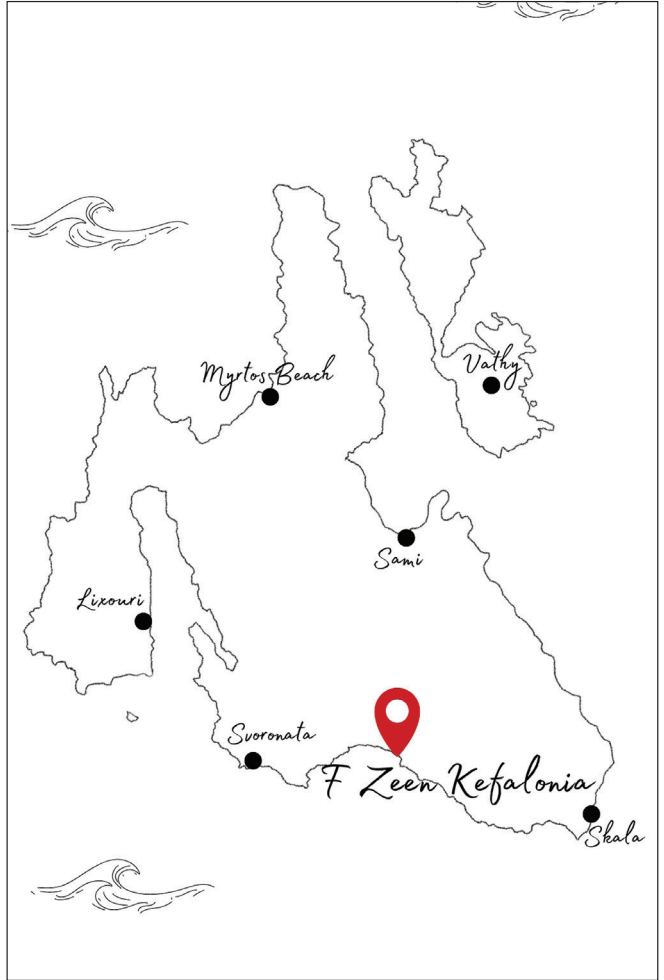 Myrtos Beach
Vathy
Sami
Lixouri
Svoronata
F Zeen Kefalonia
Skala